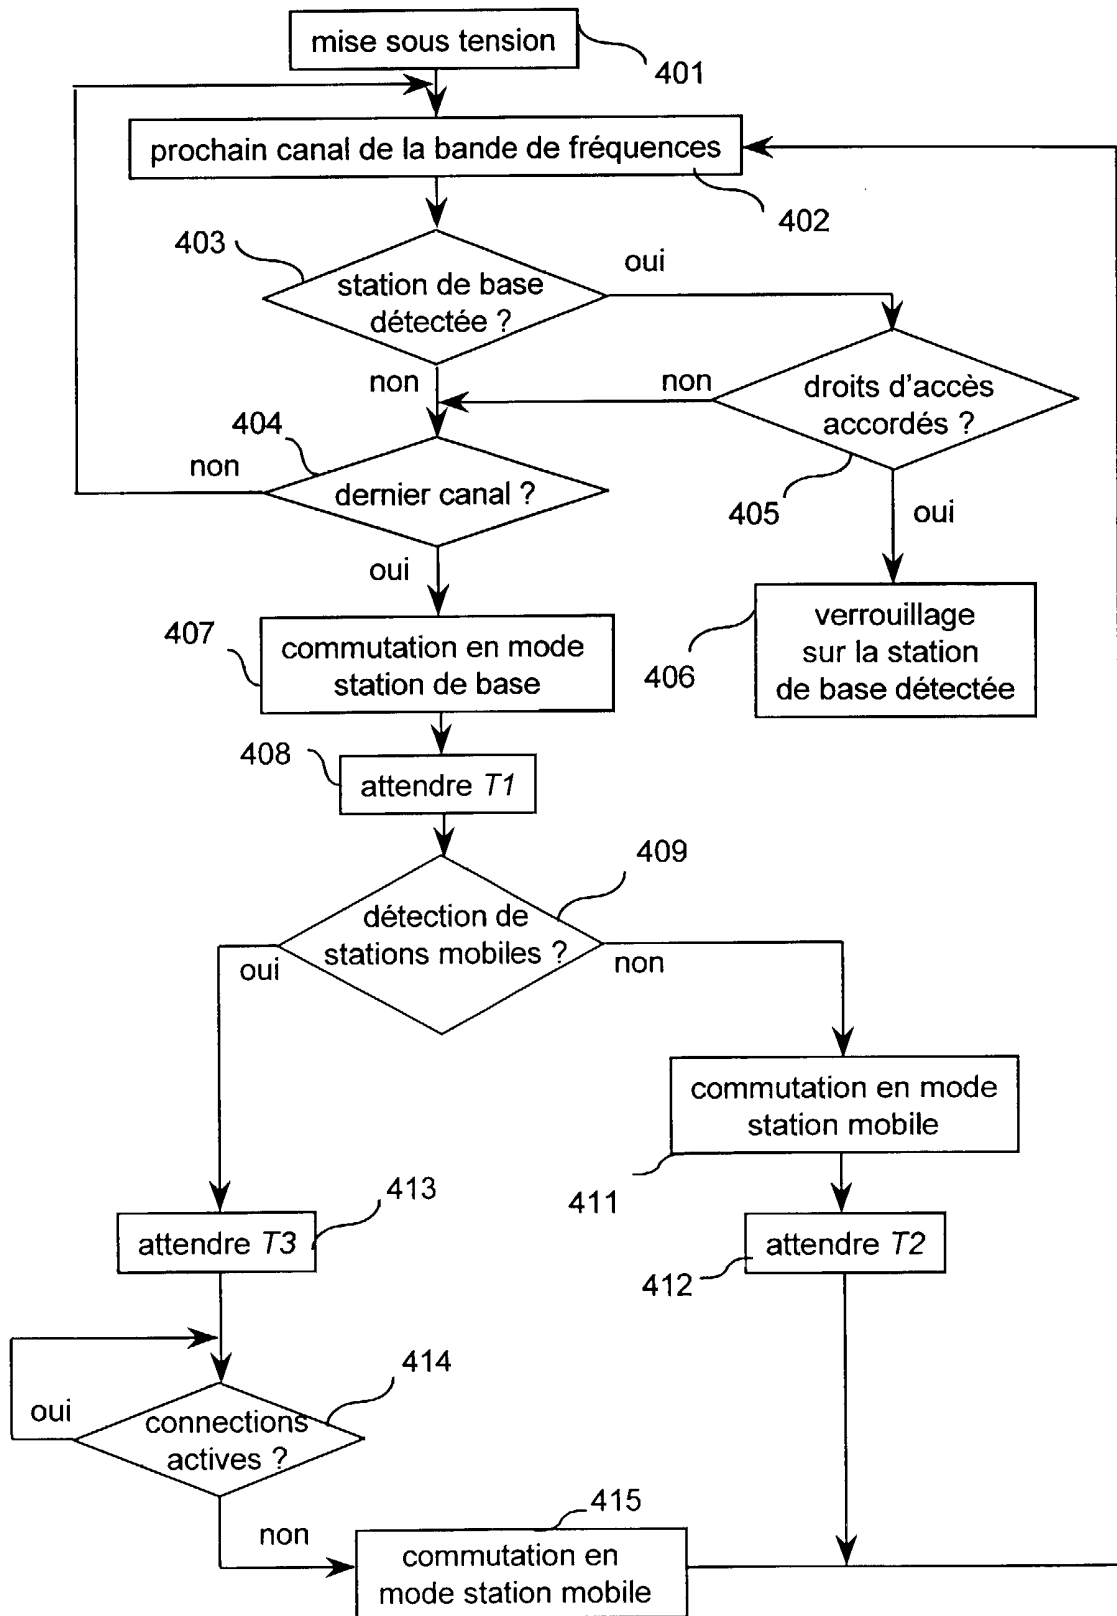 mise sous tension
401
prochain canal de la bande de fréquences
402
403
station de base
détectée ?
oui
non
non
droits d'accès
accordés ?
404
non
dernier canal ?
405
oui
oui
407
commutation en mode
station de base
verrouillage
sur la station
de base détectée
406
408
attendre T1
409
détection de
stations mobiles ?
oui
non
commutation en mode
station mobile
411
413
attendre T3
attendre T2
412
414
oui
connections
actives ?
non
415
commutation en
mode station mobile